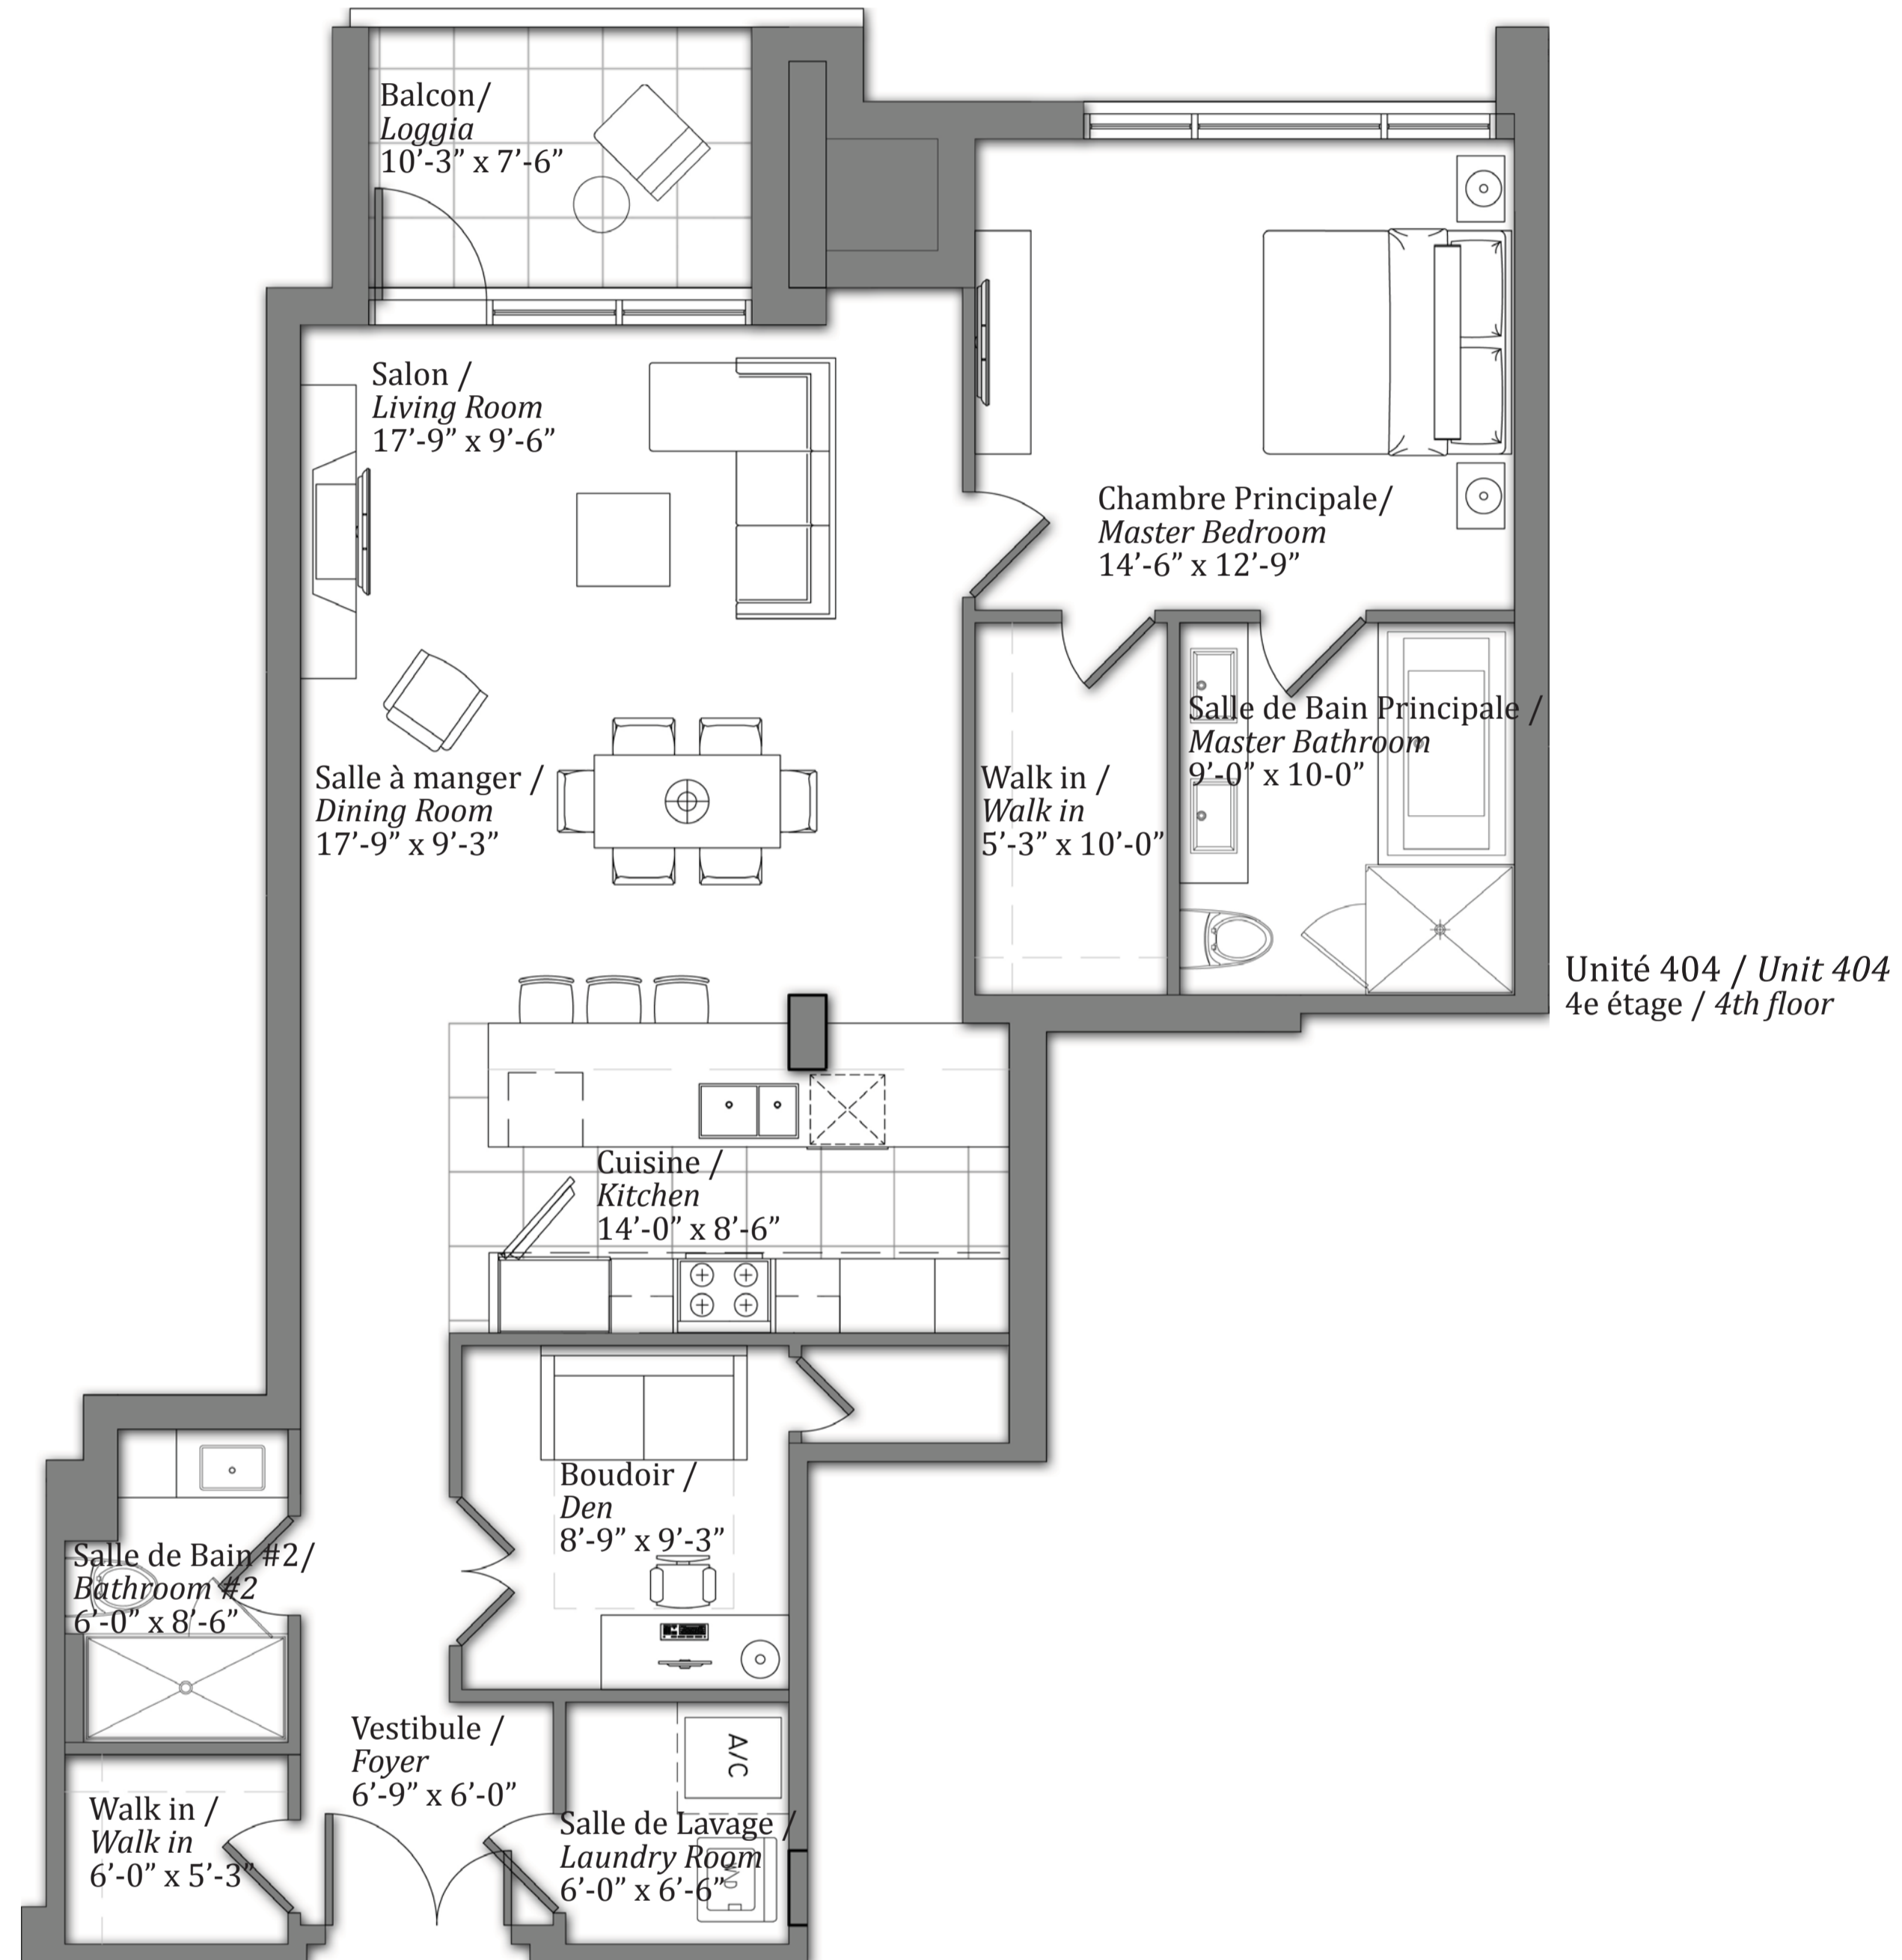 Balcon/
Loggia
10’-3” x 7’-6”
Salon /
Living Room
17’-9” x 9’-6”
Chambre Principale/
Master Bedroom
14’-6” x 12’-9”
Salle de Bain Principale /
Master Bathroom
9’-0” x 10-0”
Walk in /
Walk in
5’-3” x 10’-0”
Salle à manger /
Dining Room
17’-9” x 9’-3”
Unité 404 / Unit 404
4e étage / 4th floor
Cuisine /
Kitchen
14’-0” x 8’-6”
Boudoir /
Den
8’-9” x 9’-3”
Salle de Bain #2/
Bathroom #2
6’-0” x 8’-6”
Vestibule /
Foyer
6’-9” x 6’-0”
A/C
Walk in /
Walk in
6’-0” x 5’-3”
Salle de Lavage /
Laundry Room
6’-0” x 6’-6”